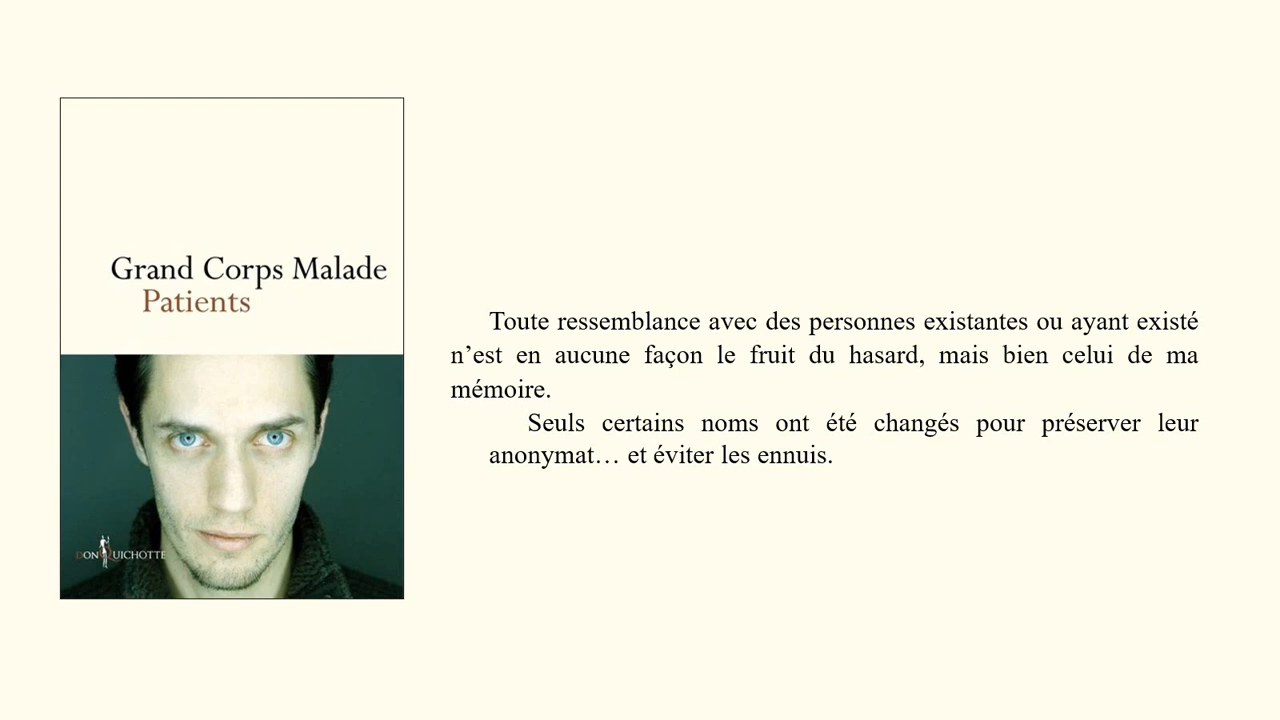 Grand Corps Malade
Patients
DON QUICHOTTE
Toute ressemblance avec des personnes existantes ou ayant existé
n’est en aucune façon le fruit du hasard, mais bien celui de ma
mémoire.
Seuls certains noms ont été changés pour préserver leur
anonymat… et éviter les ennuis.